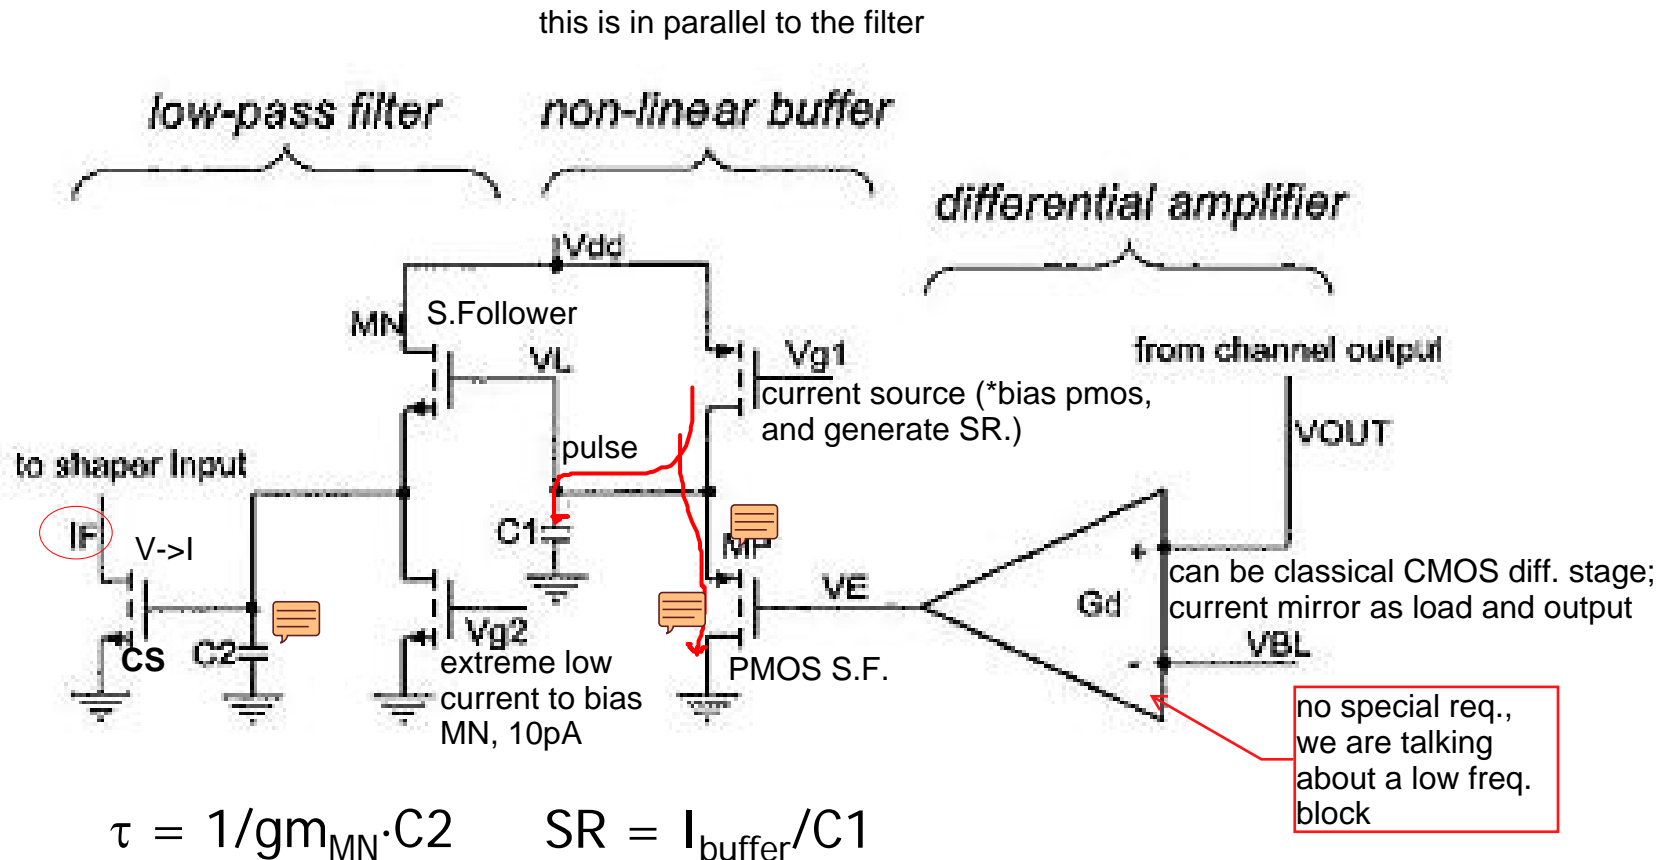 this is in parallel to the filter
low-pass filter
non-linear buffer
differential amplifier
Vdd
S.Follower
MN
VL
Vg1
from channel output
current source (*bias pmos,
and generate SR.)
VOUT
pulse
to shaper Input
IF
V->I
C1
MP
+
can be classical CMOS diff. stage;
current mirror as load and output
VE
Gd
CS
C2
Vg2
-
VBL
extreme low
current to bias
MN, 10pA
PMOS S.F.
no special req.,
we are talking
about a low freq.
block
τ = 1/gmMN·C2
SR = Ibuffer/C1